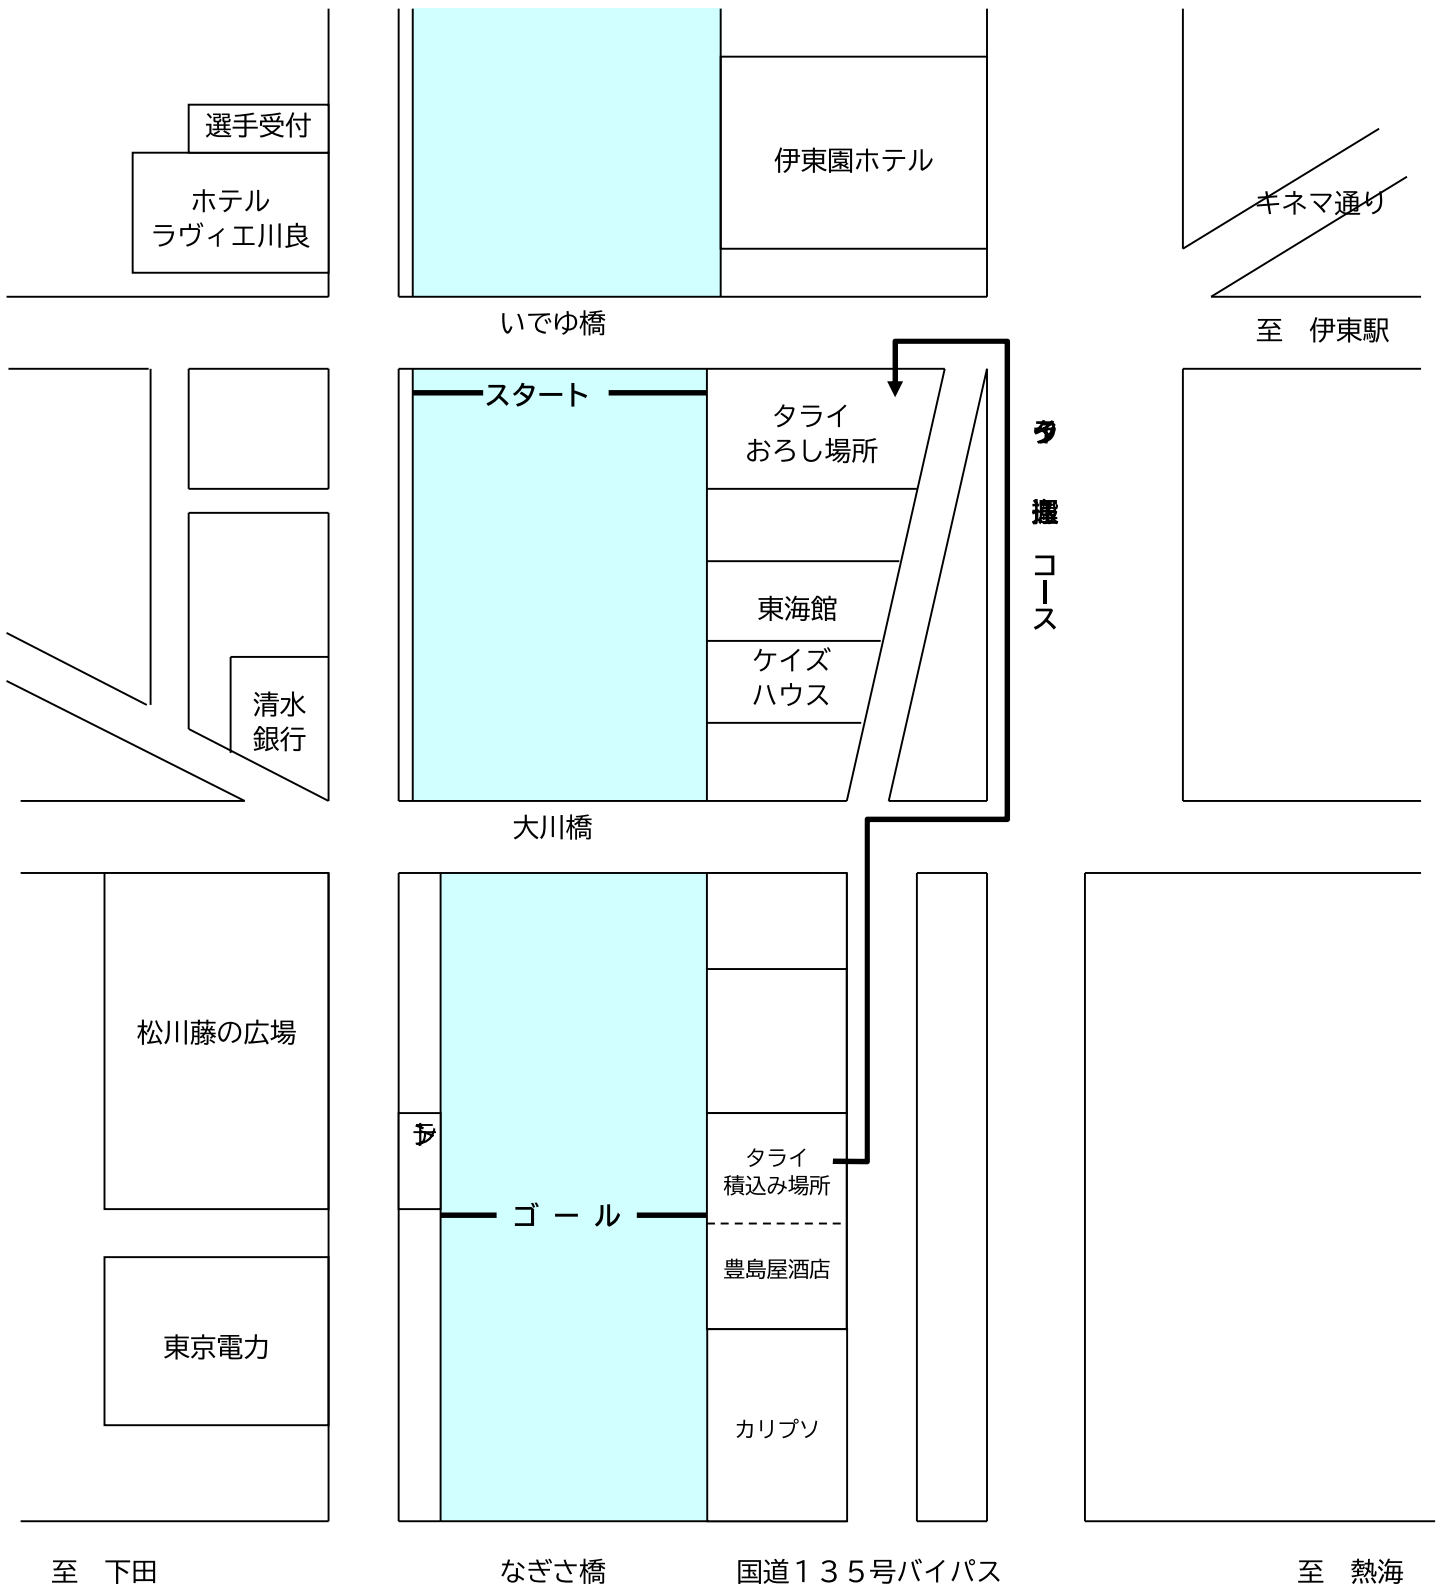 選手受付
伊東園ホテル
ホテル
ラヴィエ川良
キネマ通り
いでゆ橋
至　伊東駅
スタート
タライ
おろし場所
コース
東海館
ケイズ
ハウス
清水
銀行
大川橋
松川藤の広場
タライ
積込み場所
ゴール
豊島屋酒店
東京電力
カリプソ
至　下田
なぎさ橋
国道１３５号バイパス
至　熱海